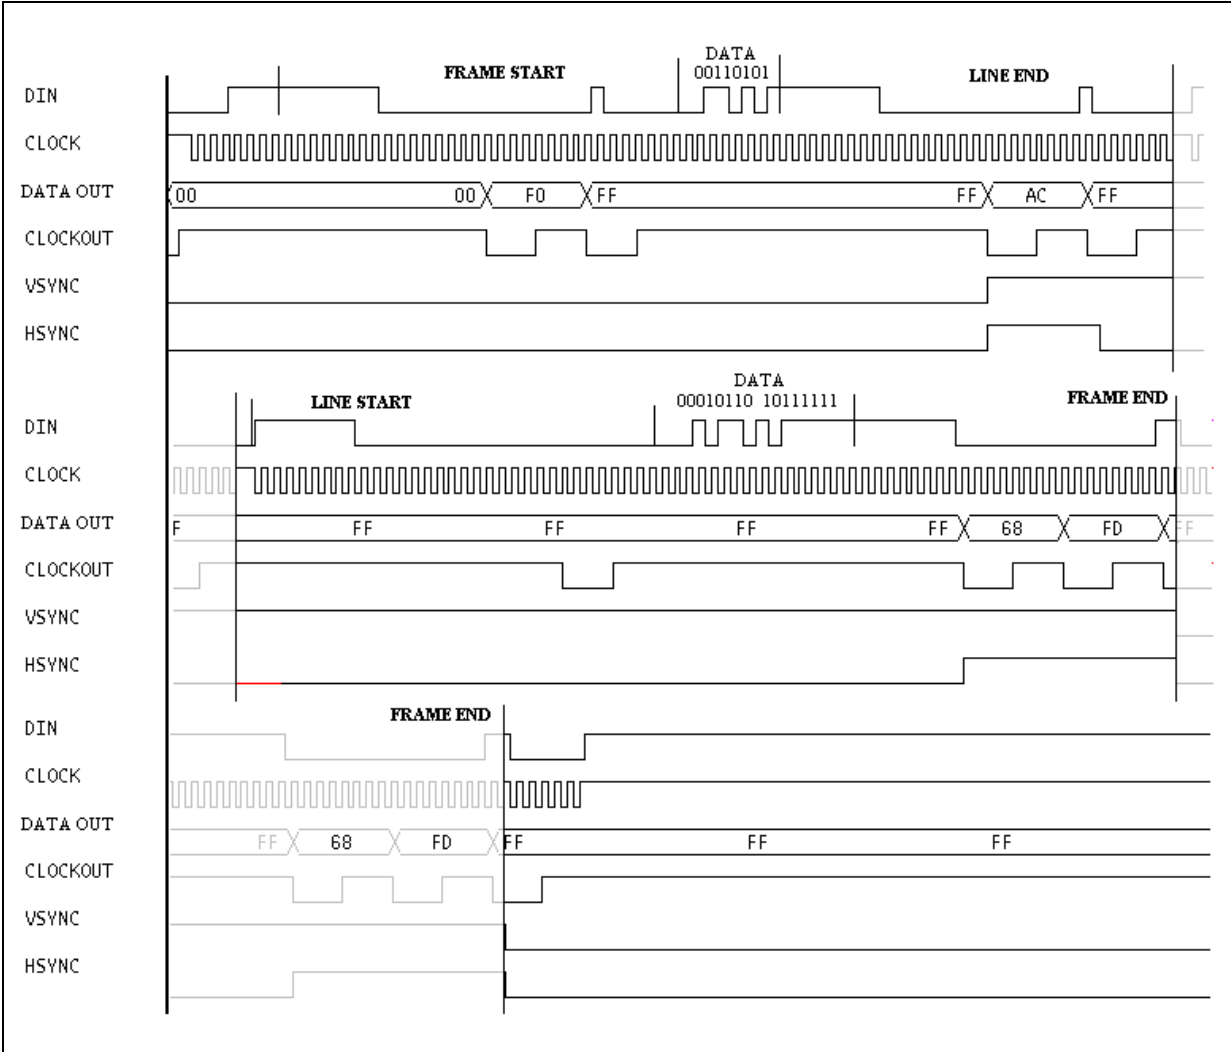 DATA
FRAME START 00110101 LINE END
DIN
CLOCK
DATA OUT 00 00 F0 FF FF AC FF
CLOCKOUT
VSYNC
HSYNC
DATA
LINE START 00010110 10111111 FRAME END
DIN
CLOCK
DATA OUT F FF FF FF FF 68 FD FF
CLOCKOUT
VSYNC
HSYNC
FRAME END
DIN
CLOCK
DATA OUT FF 68 FD FF FF FF
CLOCKOUT
VSYNC
HSYNC